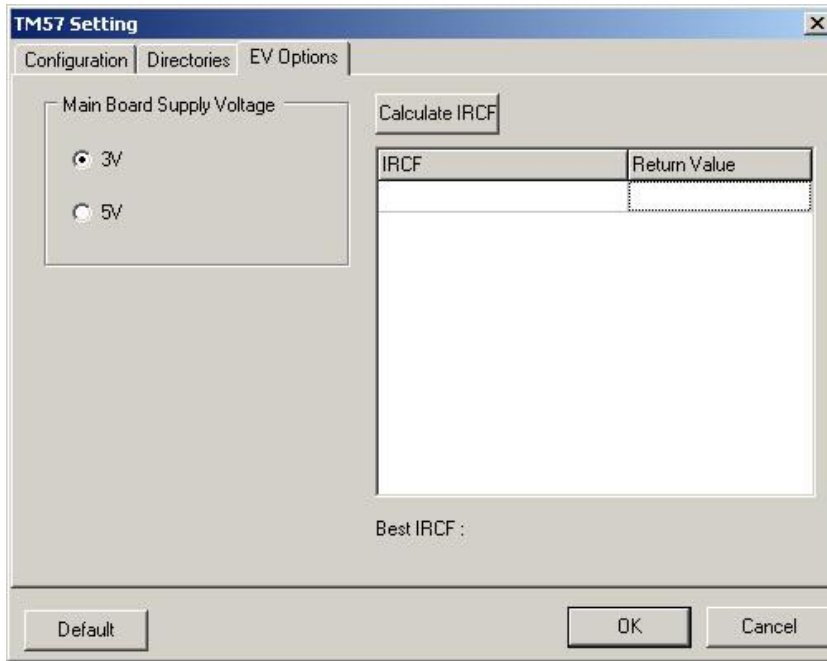 TM57 Setting
Configuration Directories EV Options
Main Board Supply Voltage
3V
5V
Calculate IRCF
IRCF Return Value
Best IRCF :
Default OK Cancel